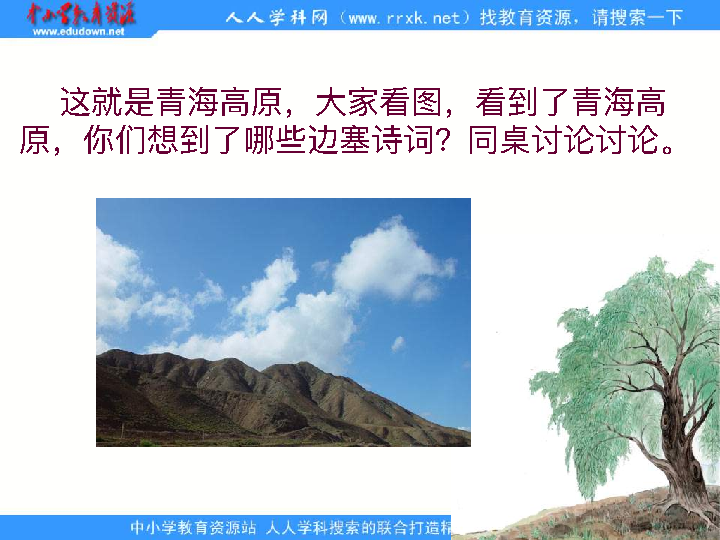 中小学教育资源
www.edudown.net
人人学科网（www.rrxk.net）找教育资源，请搜索一下
这就是青海高原，大家看图，看到了青海高
原，你们想到了哪些边塞诗词？同桌讨论讨论。
中小学教育资源站 人人学科搜索的联合打造精